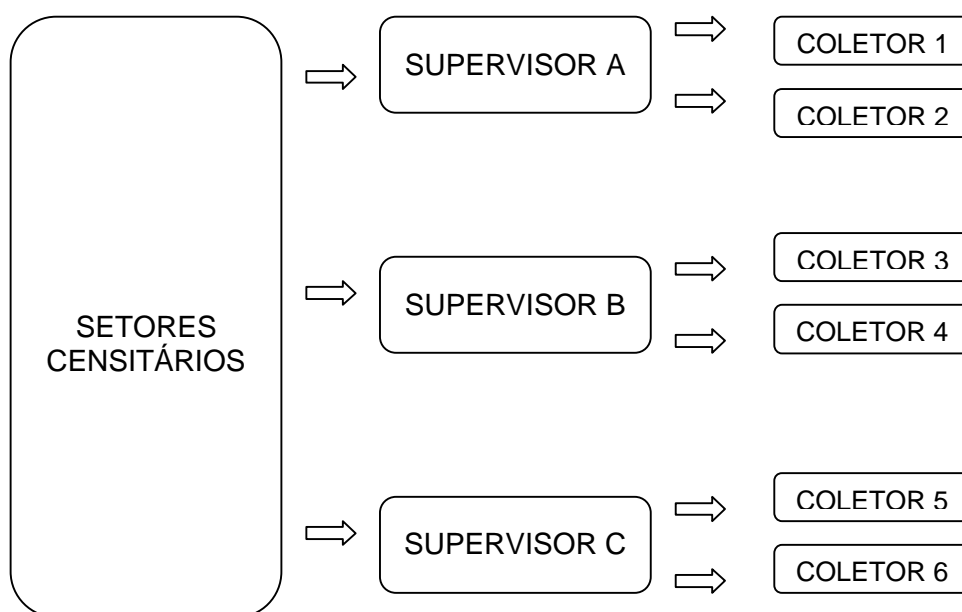 SETORES
CENSITÁRIOS
SUPERVISOR A
COLETOR 1
COLETOR 2
SUPERVISOR B
COLETOR 3
COLETOR 4
SUPERVISOR C
COLETOR 5
COLETOR 6